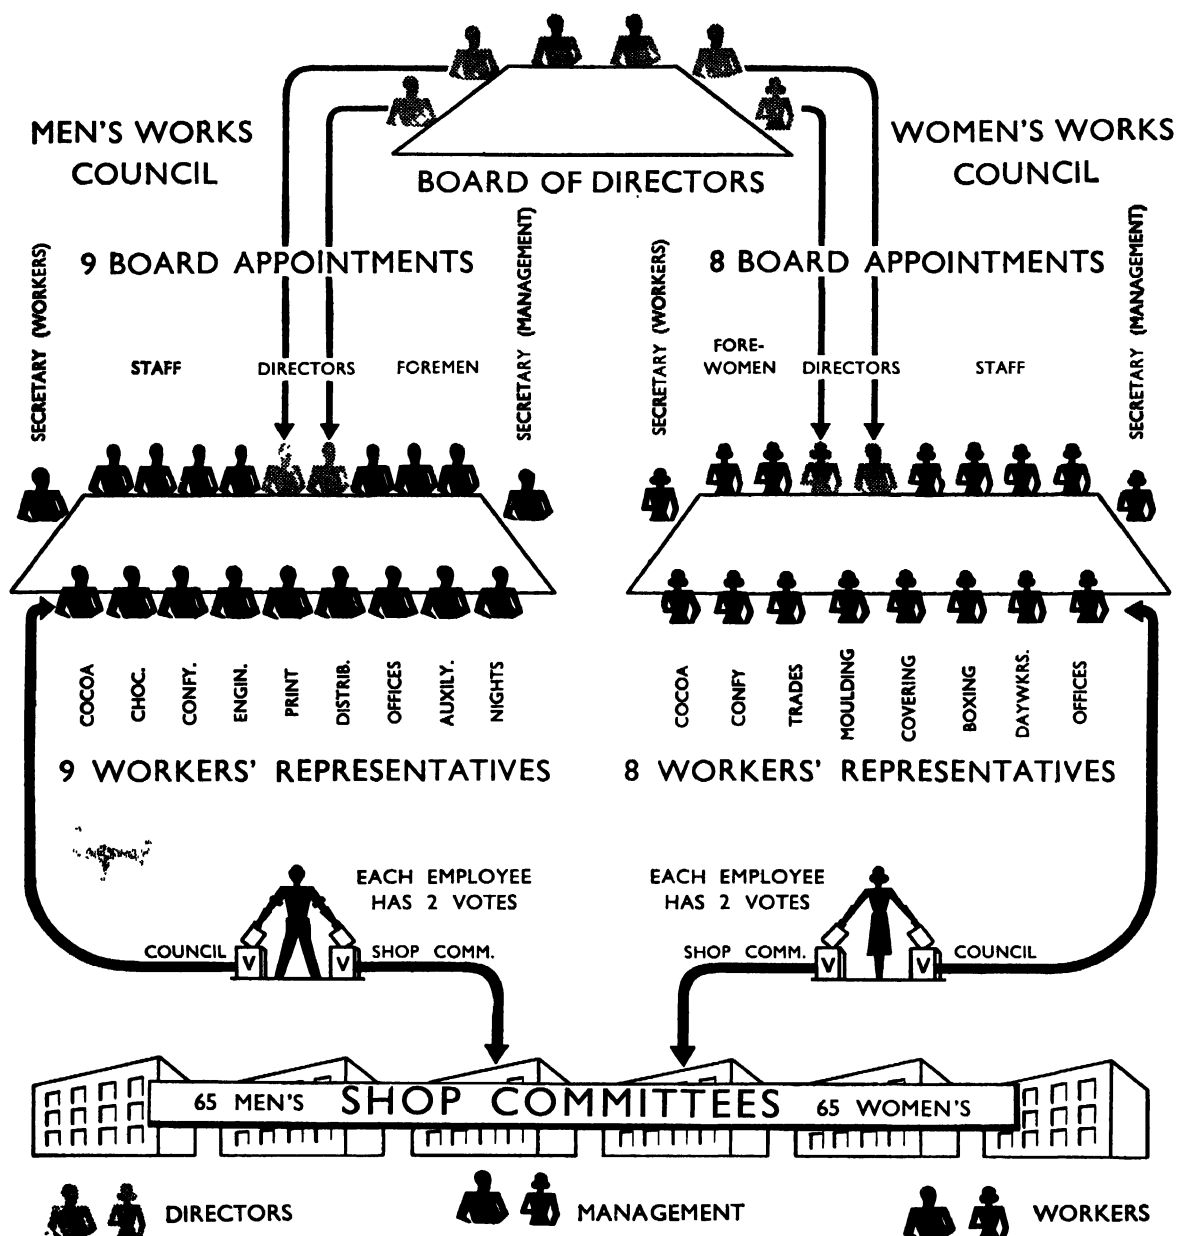 MEN'S WORKS
COUNCIL
WOMEN'S WORKS
COUNCIL
BOARD OF DIRECTORS
9 BOARD APPOINTMENTS
8 BOARD APPOINTMENTS
SECRETARY (WORKERS)
STAFF
DIRECTORS
FOREMEN
SECRETARY (MANAGEMENT)
SECRETARY (WORKERS)
FORE-
WOMEN
DIRECTORS
STAFF
SECRETARY (MANAGEMENT)
COCOA
CHOC.
CONFY.
ENGIN.
PRINT
DISTRIB.
OFFICES
AUXILY.
NIGHTS
COCOA
CONFY
TRADES
MOULDING
COVERING
BOXING
DAYWKRS.
OFFICES
9 WORKERS' REPRESENTATIVES
8 WORKERS' REPRESENTATIVES
EACH EMPLOYEE
HAS 2 VOTES
EACH EMPLOYEE
HAS 2 VOTES
COUNCIL
V
V
SHOP COMM.
SHOP COMM.
V
V
COUNCIL
65 MEN'S SHOP COMMITTEES 65 WOMEN'S
DIRECTORS
MANAGEMENT
WORKERS